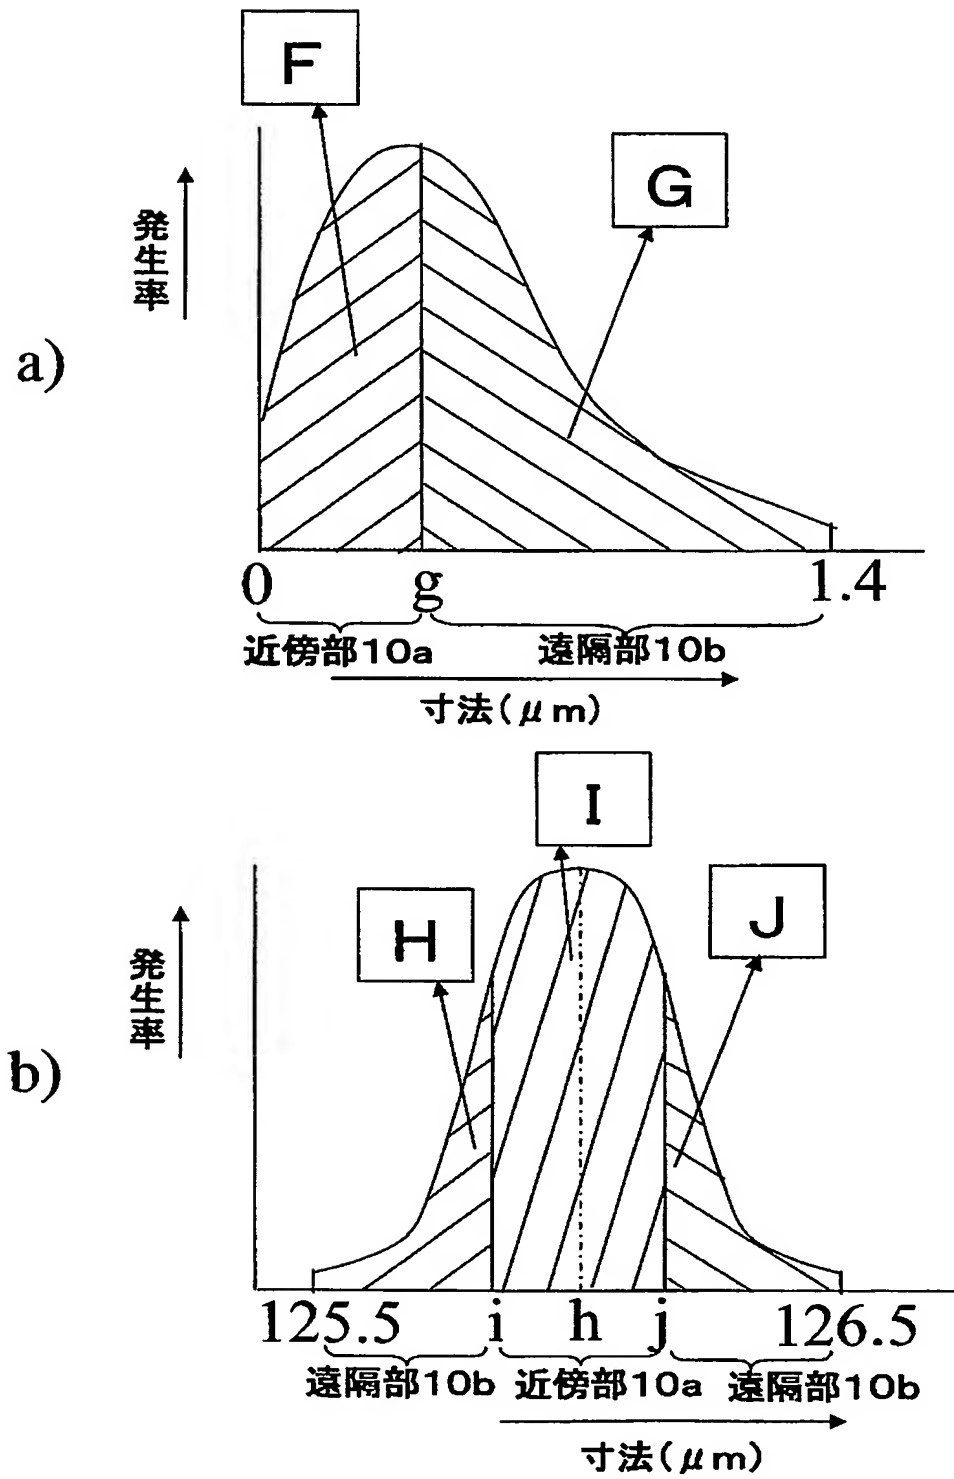 F
G
発生率
a)
0 g 1.4
近傍部10a 遠隔部10b
寸法(μm)
I
H
J
発生率
b)
125.5 i h j 126.5
遠隔部10b 近傍部10a 遠隔部10b
寸法(μm)